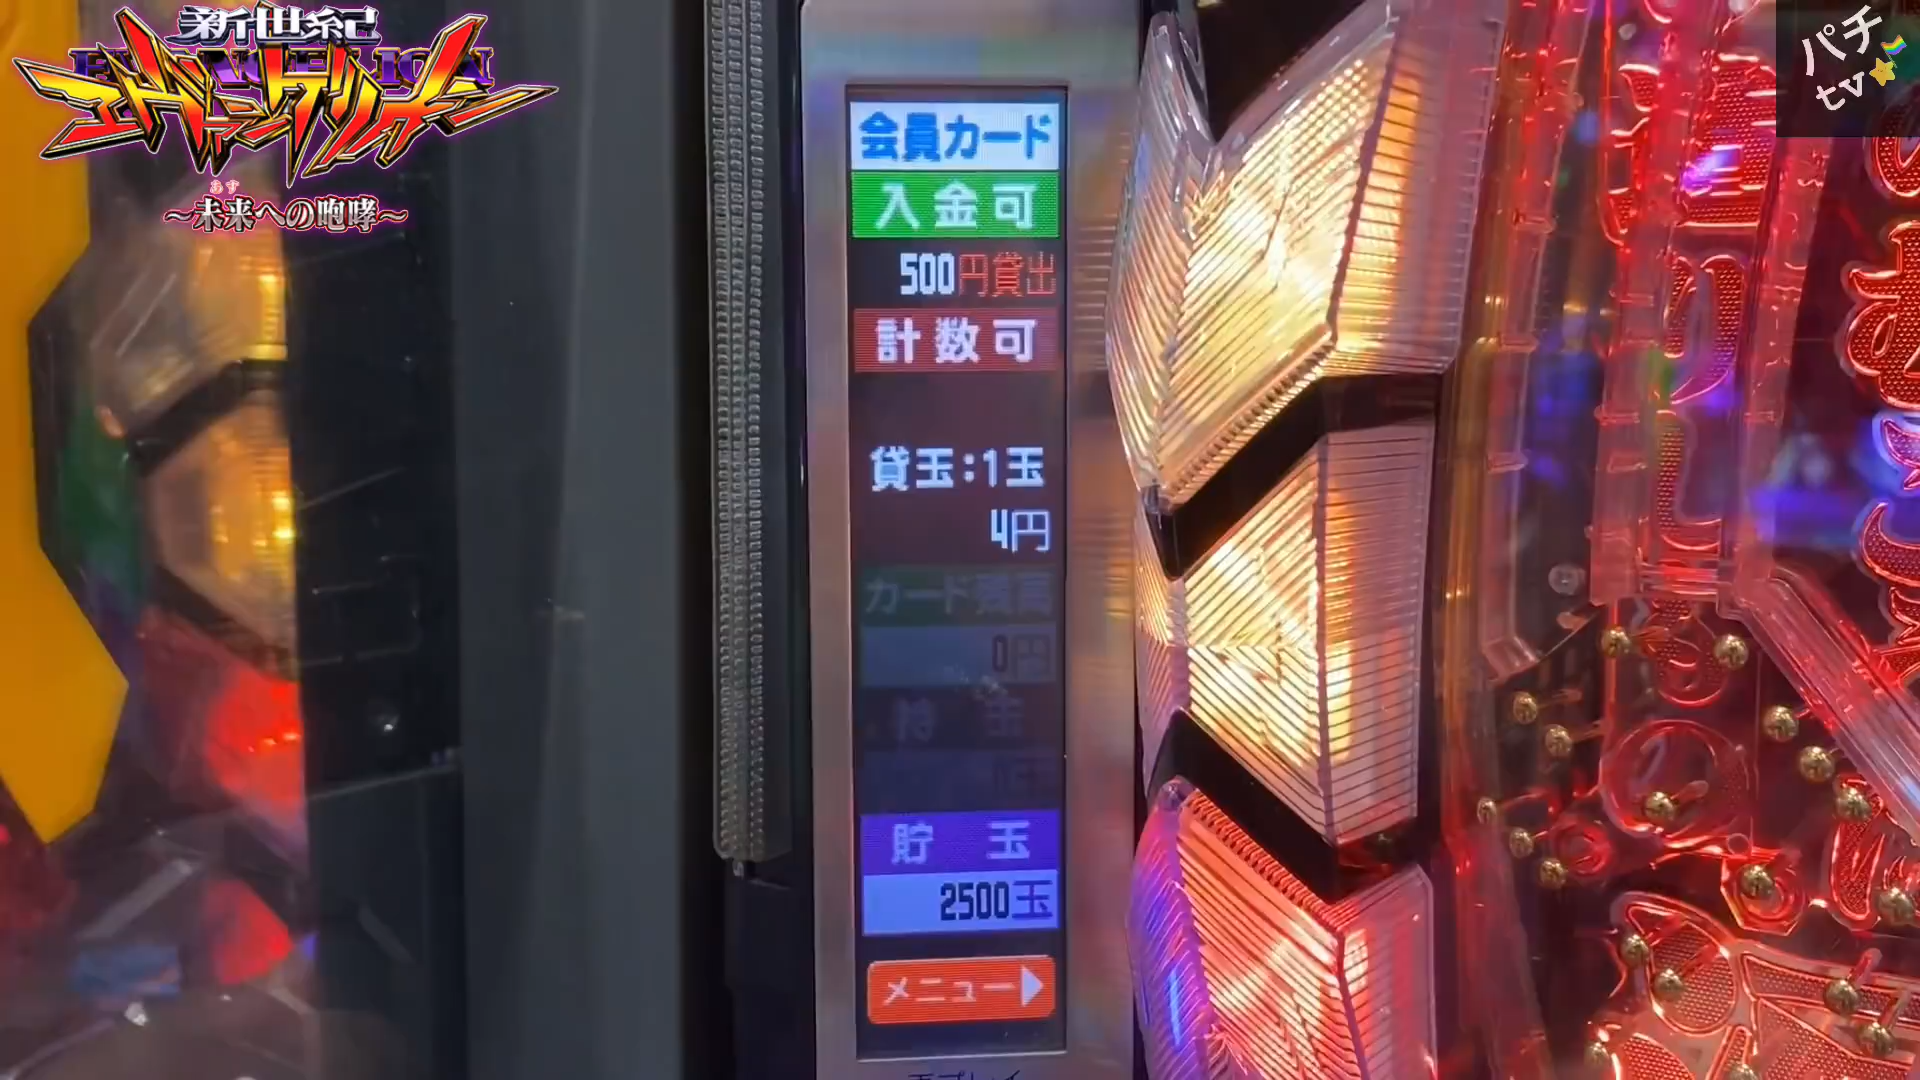 新世紀
EVANGELION
エヴァンゲリオン
あす
～未来への咆哮～
パチ
tv
会員カード
入金可
500円貸出
計数可
貸玉:1玉
4円
カード残高
0円
持 玉
貯 玉
2500玉
メニュー